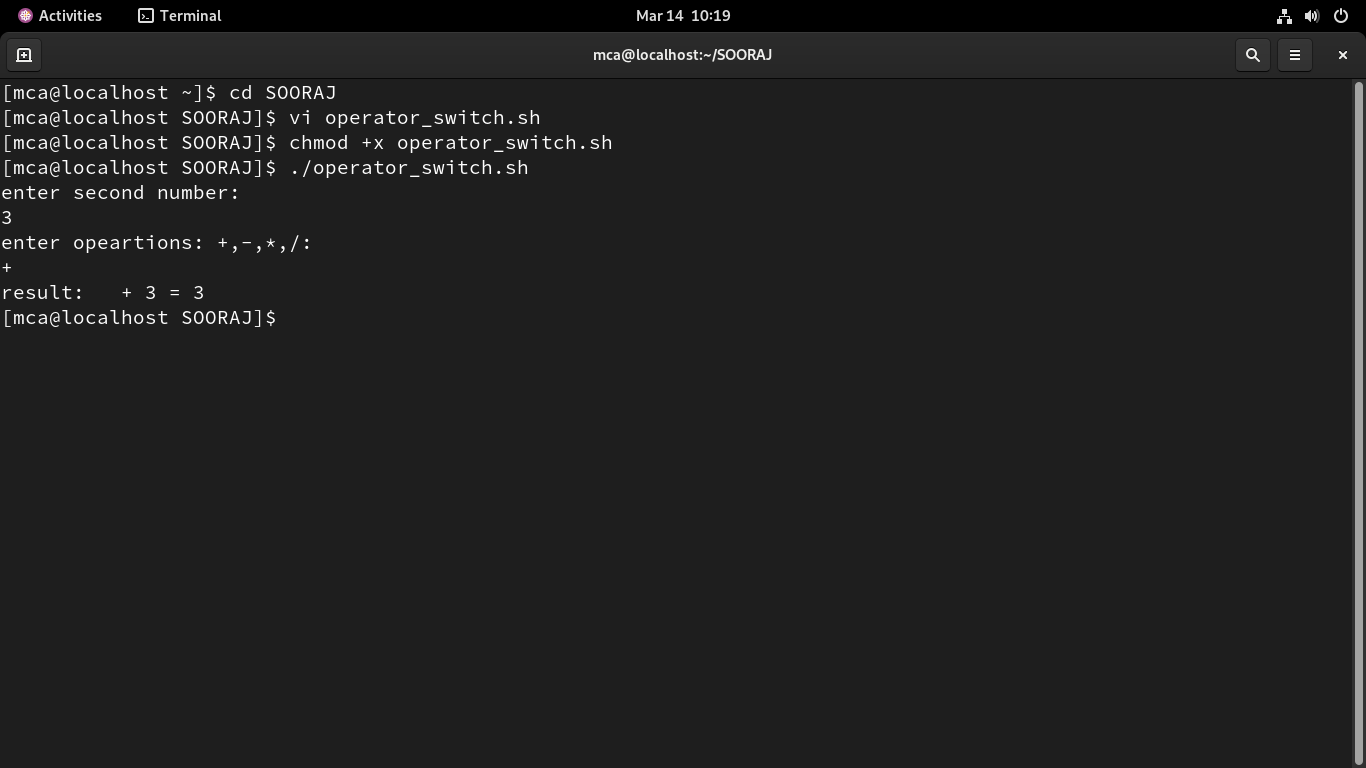 Activities Terminal Mar 14 10:19
mca@localhost:~/SOORAJ
[mca@localhost ~]$ cd SOORAJ
[mca@localhost SOORAJ]$ vi operator_switch.sh
[mca@localhost SOORAJ]$ chmod +x operator_switch.sh
[mca@localhost SOORAJ]$ ./operator_switch.sh
enter second number:
3
enter opeartions: +,-,*,/:
+
result:   + 3 = 3
[mca@localhost SOORAJ]$